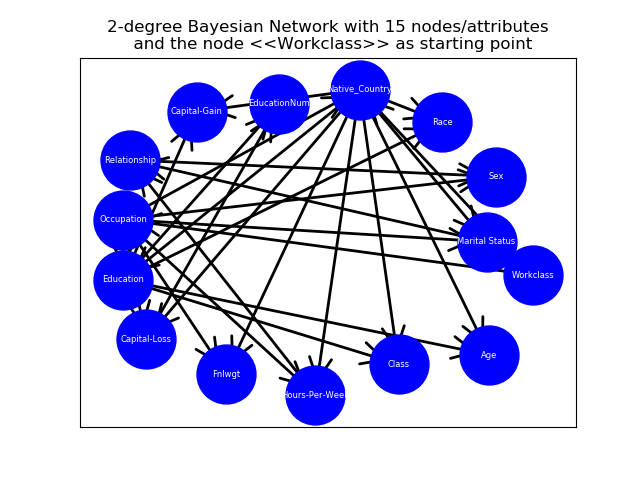 2-degree Bayesian Network with 15 nodes/attributes
and the node <<Workclass>> as starting point
Native_Country
EducationNum
Capital-Gain
Race
Relationship
Sex
Occupation
Marital Status
Workclass
Education
Capital-Loss
Age
Class
Fnlwgt
Hours-Per-Week